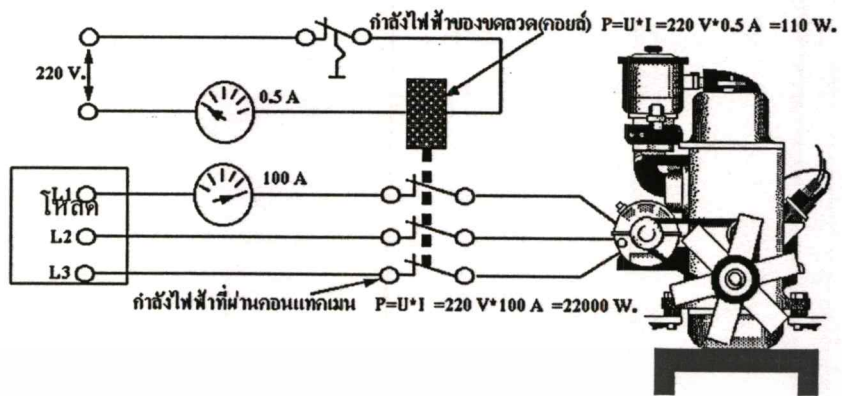 กำลังไฟฟ้าของขดลวด(คอยล์) P=U*I =220 V*0.5 A =110 W.
220 V.
0.5 A
100 A
L1
โหลด
L2
L3
กำลังไฟฟ้าที่ผ่านคอนแทคเมน P=U*I =220 V*100 A =22000 W.